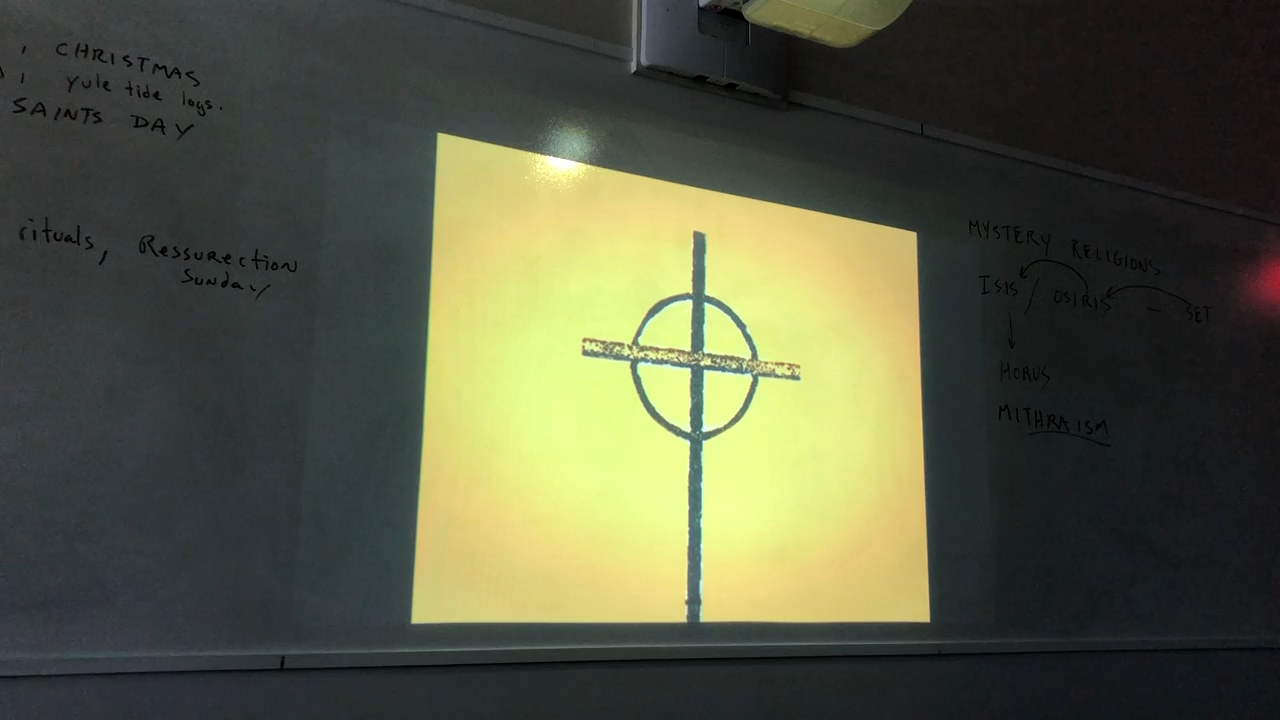 , CHRISTMAS
, yule tide logs.
SAINTS DAY
rituals, Ressurection
Sunday
MYSTERY RELIGIONS
ISIS / OSIRIS - SET
HORUS
MITHRAISM